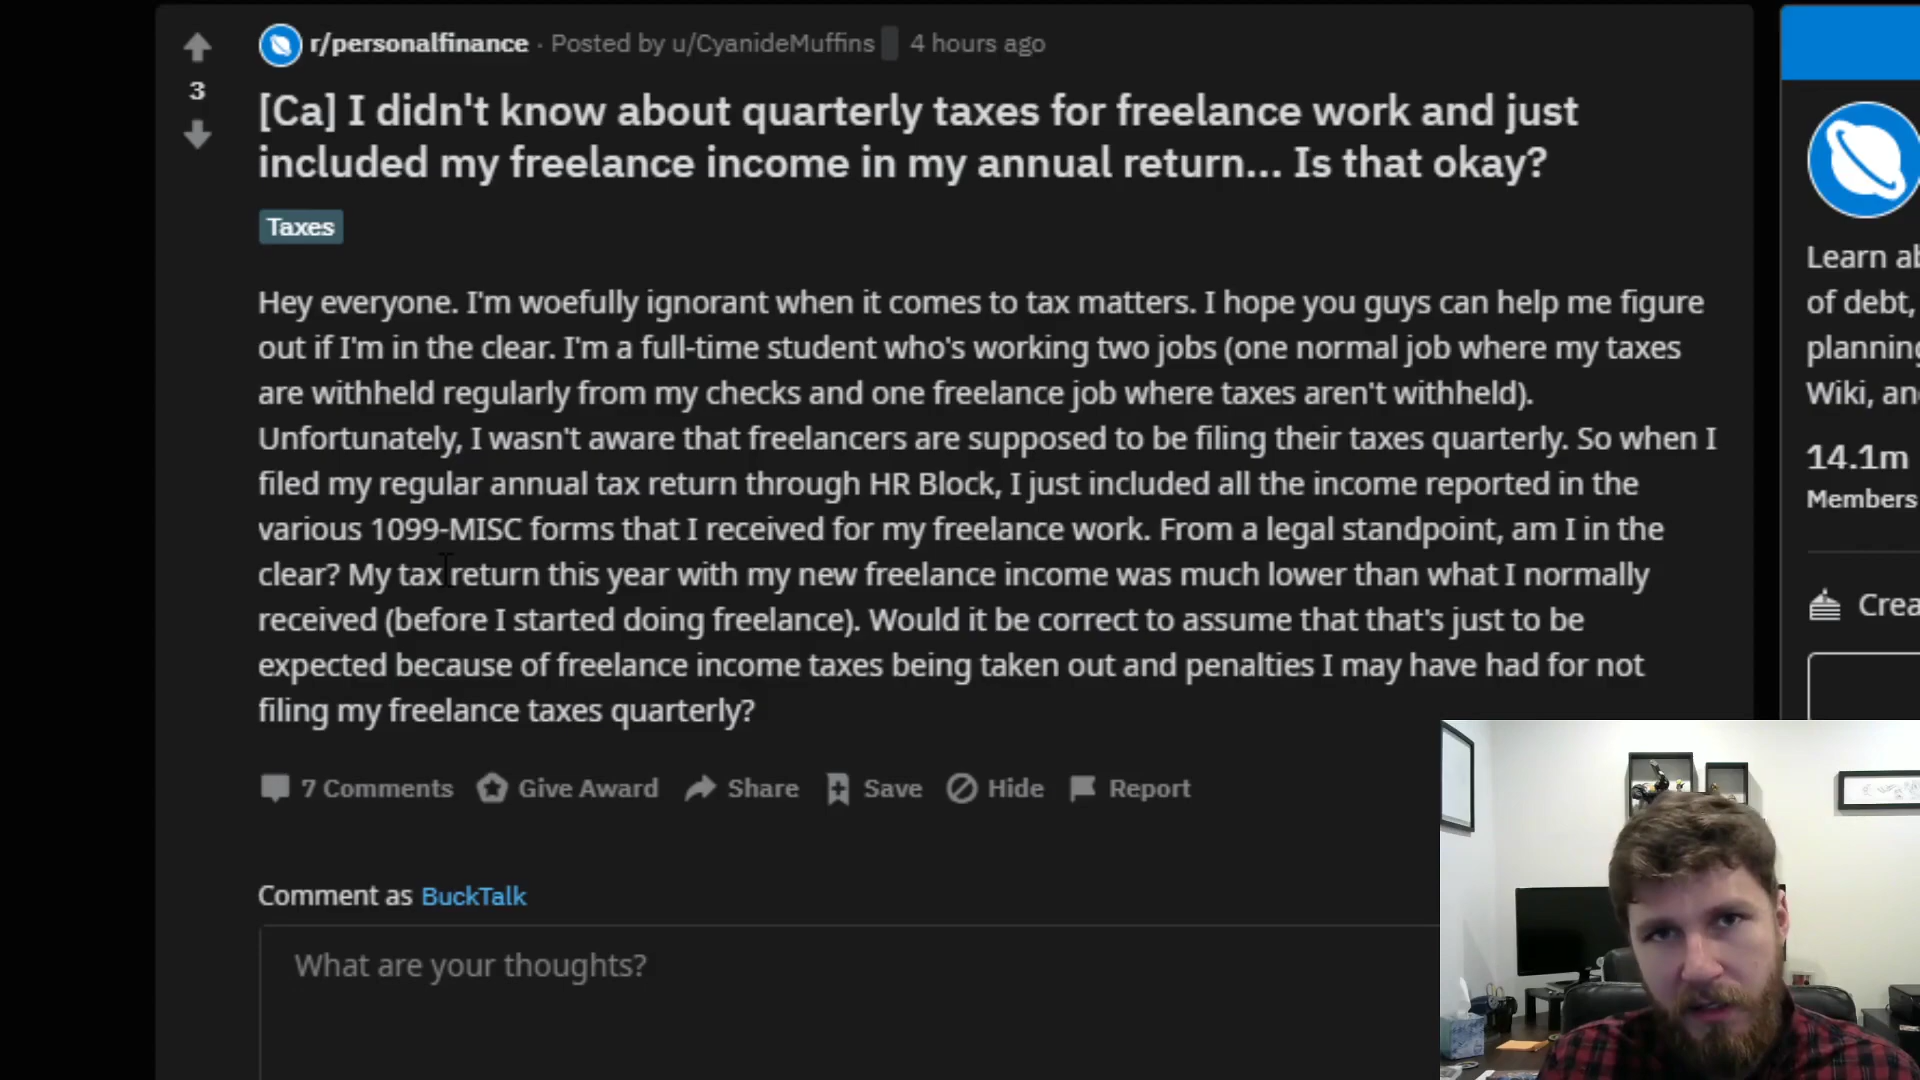 r/personalfinance · Posted by u/CyanideMuffins 4 hours ago
3
[Ca] I didn't know about quarterly taxes for freelance work and just
included my freelance income in my annual return... Is that okay?
Taxes
Hey everyone. I'm woefully ignorant when it comes to tax matters. I hope you guys can help me figure
out if I'm in the clear. I'm a full-time student who's working two jobs (one normal job where my taxes
are withheld regularly from my checks and one freelance job where taxes aren't withheld).
Unfortunately, I wasn't aware that freelancers are supposed to be filing their taxes quarterly. So when I
filed my regular annual tax return through HR Block, I just included all the income reported in the
various 1099-MISC forms that I received for my freelance work. From a legal standpoint, am I in the
clear? My tax return this year with my new freelance income was much lower than what I normally
received (before I started doing freelance). Would it be correct to assume that that's just to be
expected because of freelance income taxes being taken out and penalties I may have had for not
filing my freelance taxes quarterly?
7 Comments Give Award Share Save Hide Report
Comment as BuckTalk
What are your thoughts?
Learn ab
of debt,
planning
Wiki, an
14.1m
Members
Crea